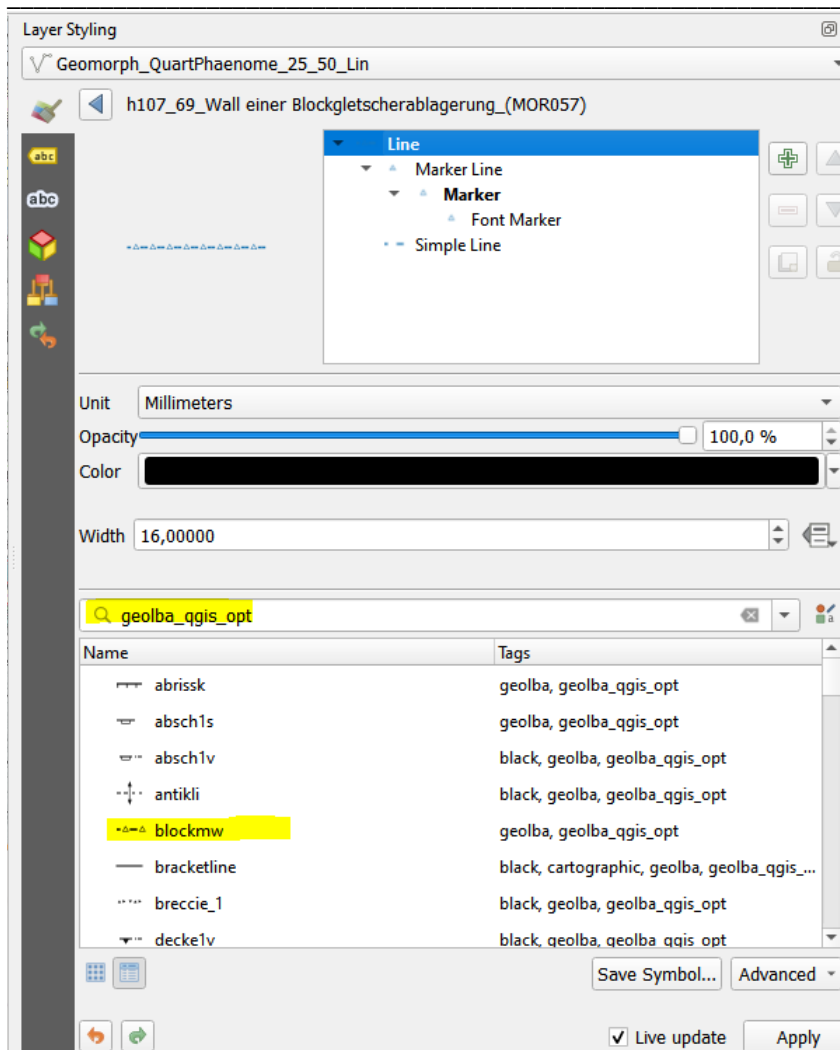 Layer Styling
Geomorph_QuartPhaenome_25_50_Lin
h107_69_Wall einer Blockgletscherablagerung_(MOR057)
abc
abc
Line
Marker Line
Marker
Font Marker
Simple Line
Unit Millimeters
Opacity 100,0 %
Color
Width 16,00000
geolba_qgis_opt
Name Tags
abrissk geolba, geolba_qgis_opt
absch1s geolba, geolba_qgis_opt
absch1v black, geolba, geolba_qgis_opt
antikli black, geolba, geolba_qgis_opt
blockmw geolba, geolba_qgis_opt
bracketline black, cartographic, geolba, geolba_qgis_...
breccie_1 black, geolba, geolba_qgis_opt
decke1v black, geolba, geolba_qgis_opt
Save Symbol... Advanced
Live update Apply